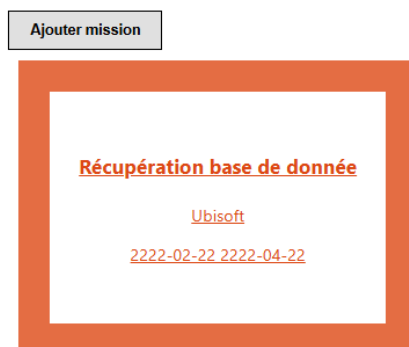 Ajouter mission
Récupération base de donnée
Ubisoft
2222-02-22 2222-04-22